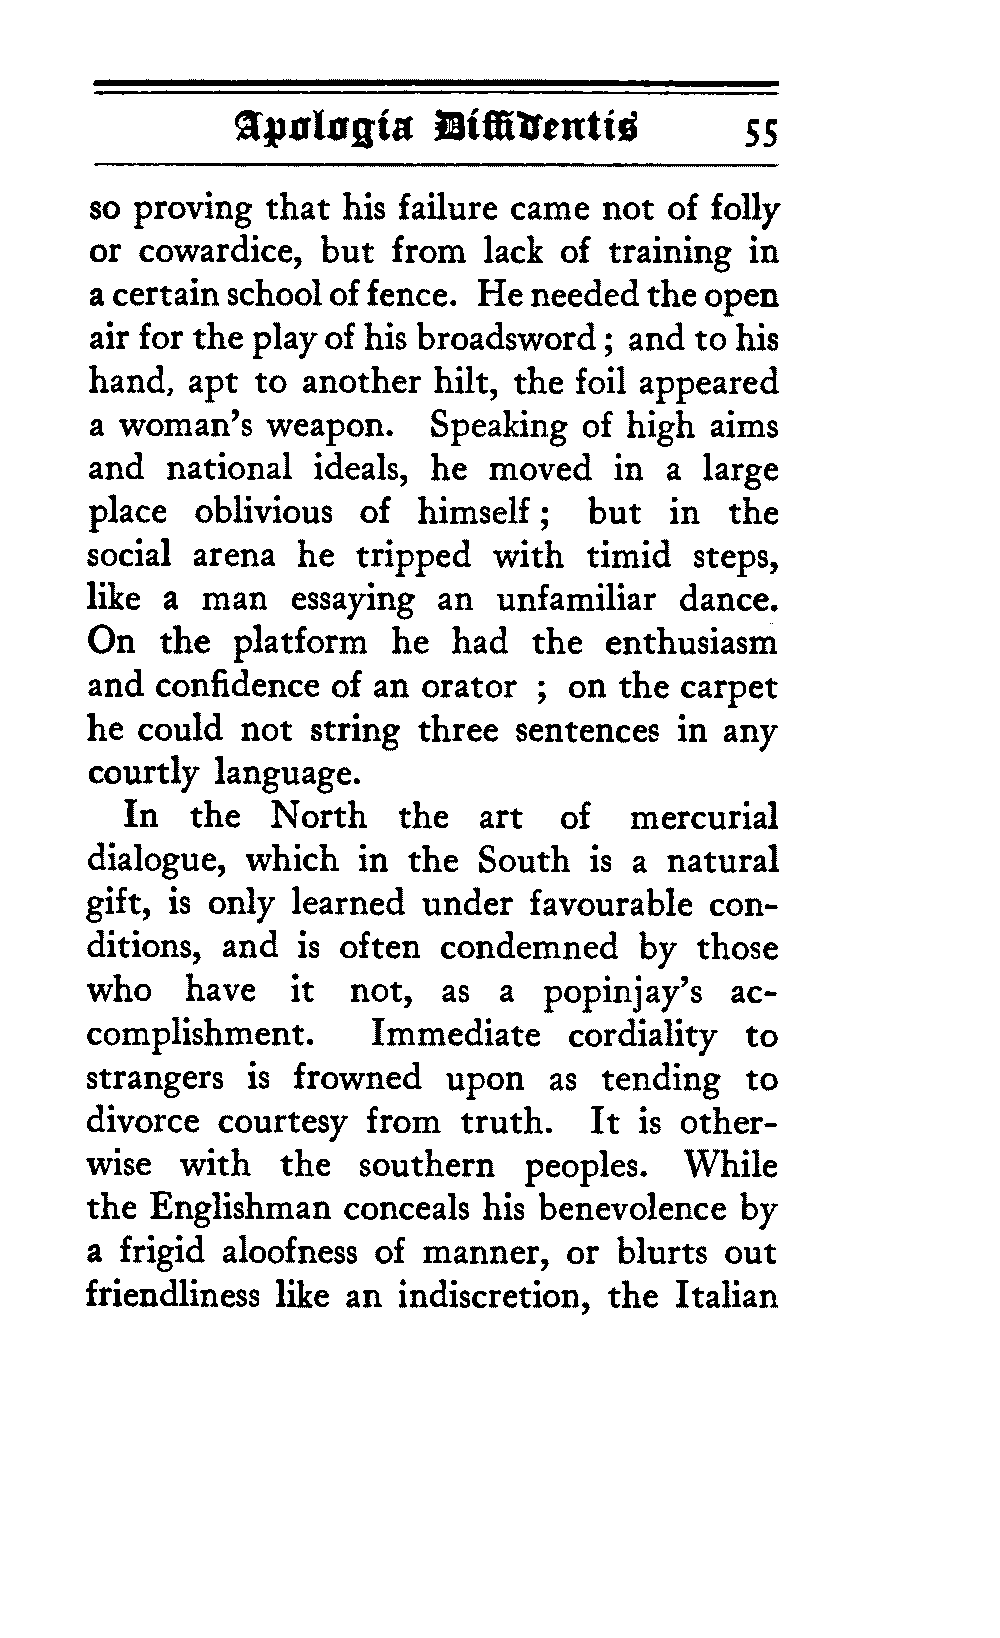 Apologia Diffidentis 55
so proving that his failure came not of folly
or cowardice, but from lack of training in
a certain school of fence. He needed the open
air for the play of his broadsword ; and to his
hand, apt to another hilt, the foil appeared
a woman's weapon. Speaking of high aims
and national ideals, he moved in a large
place oblivious of himself ; but in the
social arena he tripped with timid steps,
like a man essaying an unfamiliar dance.
On the platform he had the enthusiasm
and confidence of an orator ; on the carpet
he could not string three sentences in any
courtly language.
In the North the art of mercurial
dialogue, which in the South is a natural
gift, is only learned under favourable con-
ditions, and is often condemned by those
who have it not, as a popinjay's ac-
complishment. Immediate cordiality to
strangers is frowned upon as tending to
divorce courtesy from truth. It is other-
wise with the southern peoples. While
the Englishman conceals his benevolence by
a frigid aloofness of manner, or blurts out
friendliness like an indiscretion, the Italian